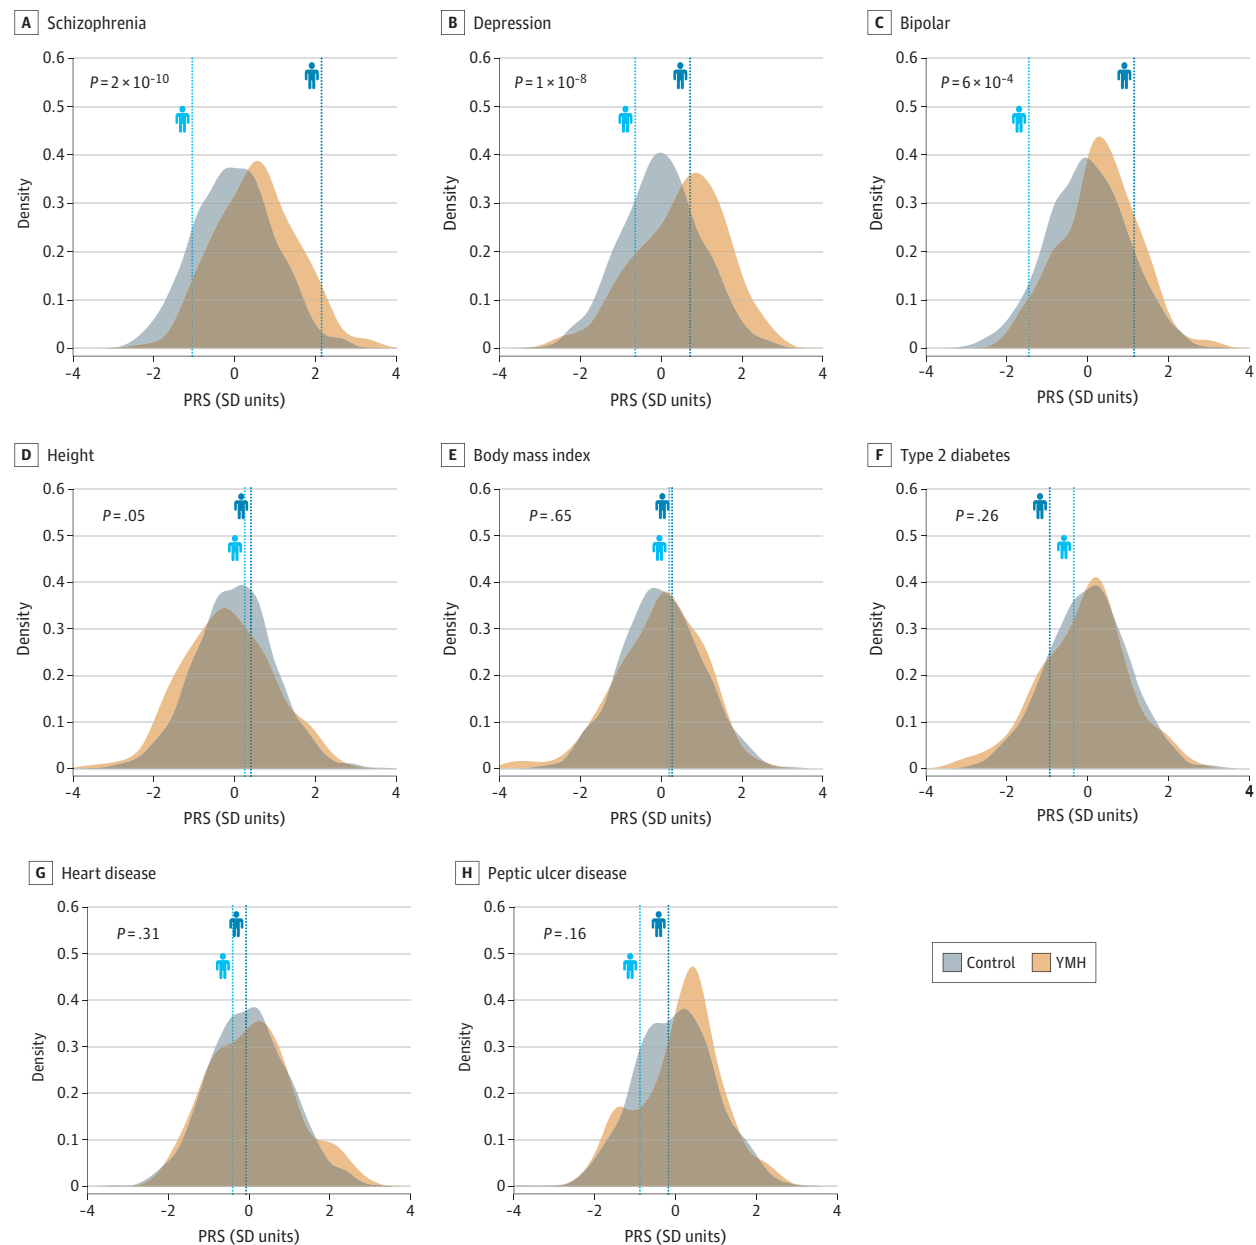 A Schizophrenia
P = 2 × 10-10
0.6
0.5
0.4
0.3
0.2
0.1
0
Density
-4 -2 0 2 4
PRS (SD units)
B Depression
P = 1 × 10-8
0.6
0.5
0.4
0.3
0.2
0.1
0
Density
-4 -2 0 2 4
PRS (SD units)
C Bipolar
P = 6 × 10-4
0.6
0.5
0.4
0.3
0.2
0.1
0
Density
-4 -2 0 2 4
PRS (SD units)
D Height
P = .05
0.6
0.5
0.4
0.3
0.2
0.1
0
Density
-4 -2 0 2 4
PRS (SD units)
E Body mass index
P = .65
0.6
0.5
0.4
0.3
0.2
0.1
0
Density
-4 -2 0 2 4
PRS (SD units)
F Type 2 diabetes
P = .26
0.6
0.5
0.4
0.3
0.2
0.1
0
Density
-4 -2 0 2 4
PRS (SD units)
G Heart disease
P = .31
0.6
0.5
0.4
0.3
0.2
0.1
0
Density
-4 -2 0 2 4
PRS (SD units)
H Peptic ulcer disease
P = .16
0.6
0.5
0.4
0.3
0.2
0.1
0
Density
-4 -2 0 2 4
PRS (SD units)
Control YMH